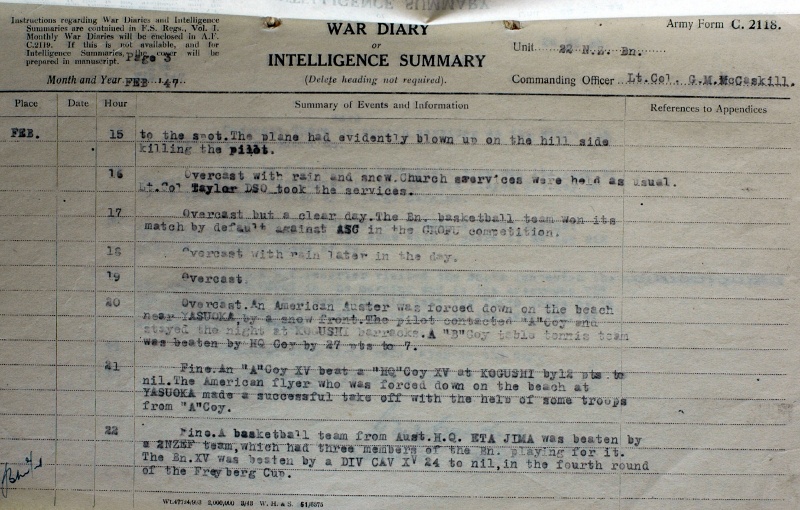 Instructions regarding War Diaries and Intelligence
Summaries are contained in F.S. Regs., Vol. I.
Monthly War Diaries will be enclosed in A.F.
C.2119. If this is not available, and for
Intelligence Summaries, the cover will be
prepared in manuscript. Page 3
Month and Year FEB '47
WAR DIARY
or
INTELLIGENCE SUMMARY
(Delete heading not required).
Army Form C. 2118.
Unit 22 N.Z. Bn.
Commanding Officer Lt.Col. G.M.McCaskill.
Place Date Hour Summary of Events and Information References to Appendices
FEB. 15 to the spot.The plane had evidently blown up on the hill side
killing the pilot.
16 Overcast with rain and snow.Church services were held as usual.
Lt.Col Taylor DSO took the services.
17 Overcast but a clear day.The Bn. basketball team won its
match by default against ASC in the competition.
18 Overcast with rain later in the day.
19 Overcast.
20 Overcast.An American Auster was forced down on the beach
near YASUOKA by a snow front.The pilot contacted "A"Coy and
stayed the night at KOGUSHI barracks.A "B"Coy table tennis team
was beaten by HQ Coy by 27 pts to 7.
21 Fine.An "A"Coy XV beat a "HQ"Coy XV at KOGUSHI by12 pts to
nil.The American flyer who was forced down on the beach at
YASUOKA made a successful take off with the help of some troops
from "A"Coy.
22 Fine.A basketball team from Aust.H.Q. ETA JIMA was beaten by
a 2NZEF team,which had three members of the Bn. playing for it.
The Bn.XV was beaten by a DIV CAV XV 24 to nil,in the fourth round
of the Freyberg Cup.
2,000,000 3/43 W. H. & S. 51/6375